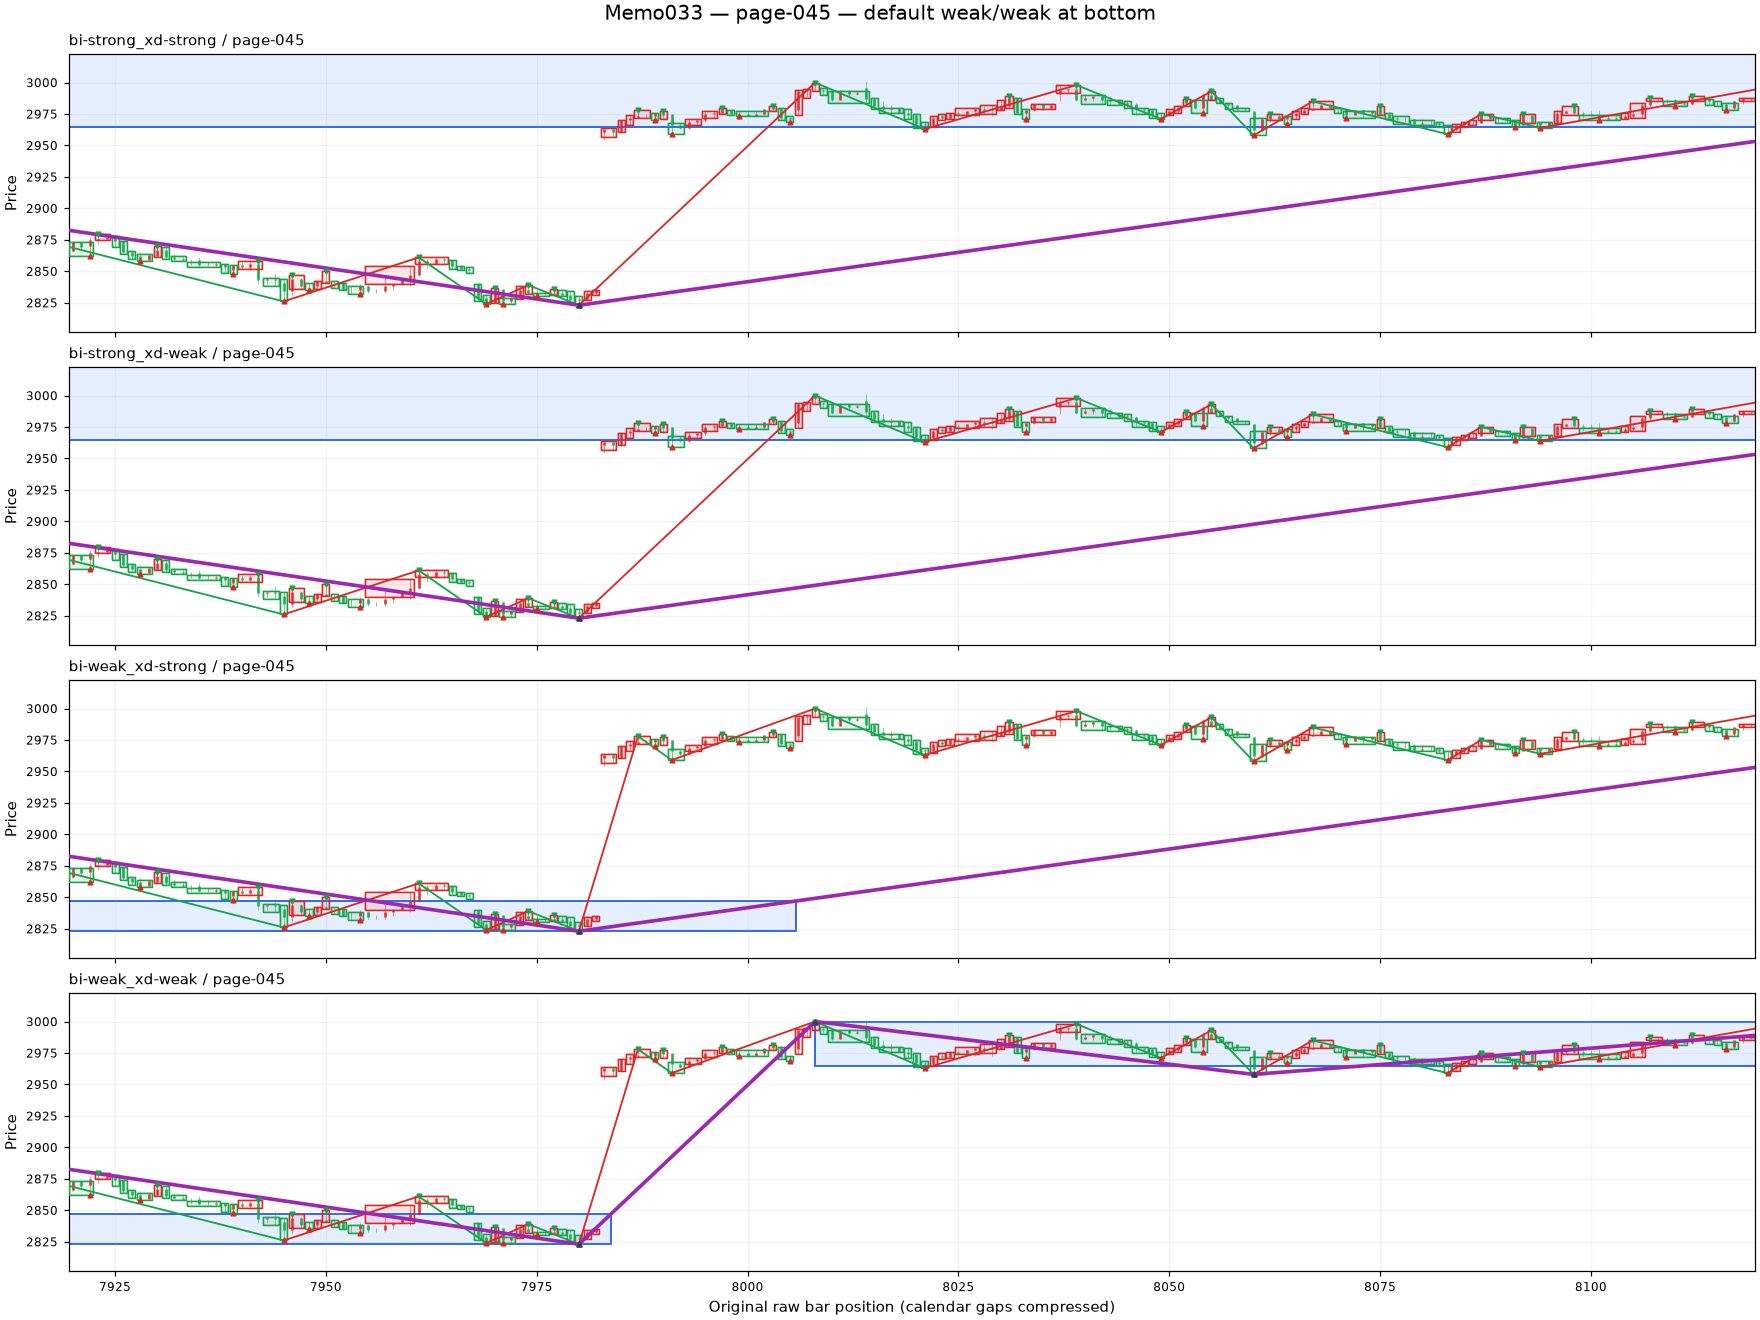 Memo033 — page-045 — default weak/weak at bottom
bi-strong_xd-strong / page-045
3000
2975
2950
2925
2900
2875
2850
2825
Price
bi-strong_xd-weak / page-045
3000
2975
2950
2925
2900
2875
2850
2825
Price
bi-weak_xd-strong / page-045
3000
2975
2950
2925
2900
2875
2850
2825
Price
bi-weak_xd-weak / page-045
3000
2975
2950
2925
2900
2875
2850
2825
Price
7925 7950 7975 8000 8025 8050 8075 8100
Original raw bar position (calendar gaps compressed)